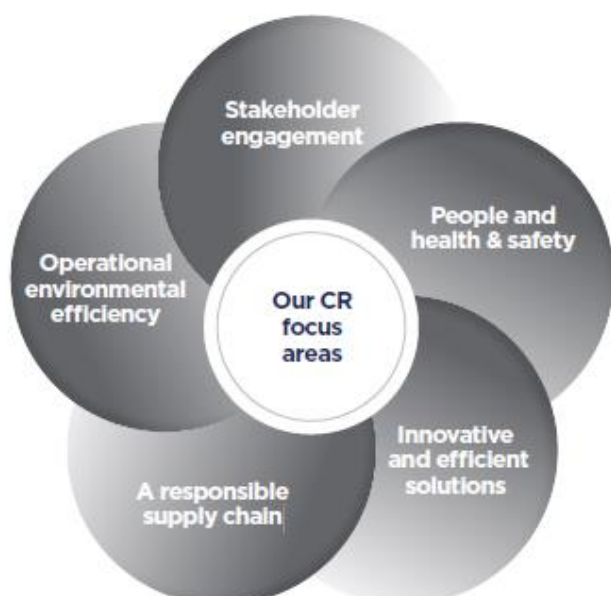 Stakeholder
engagement
People and
health & safety
Operational
environmental
efficiency
Our CR
focus
areas
Innovative
and efficient
solutions
A responsible
supply chain